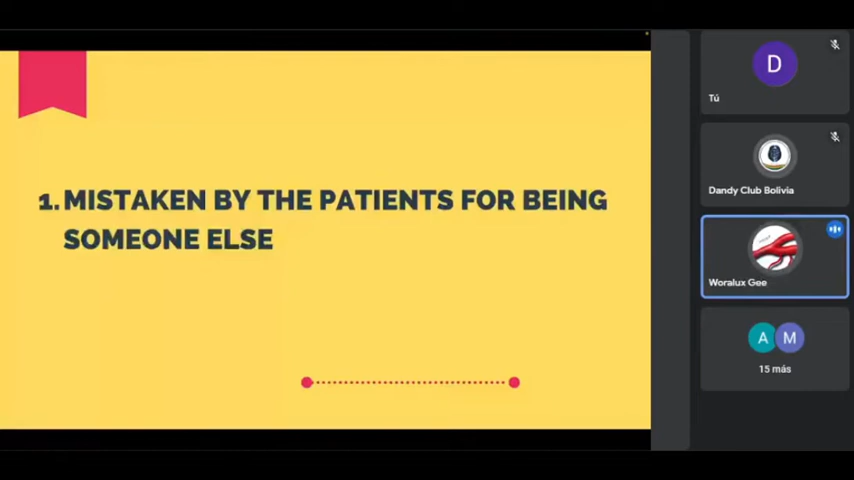 1. MISTAKEN BY THE PATIENTS FOR BEING
SOMEONE ELSE
D
Tú
Dandy Club Bolivia
Woralux Gee
A
M
15 más